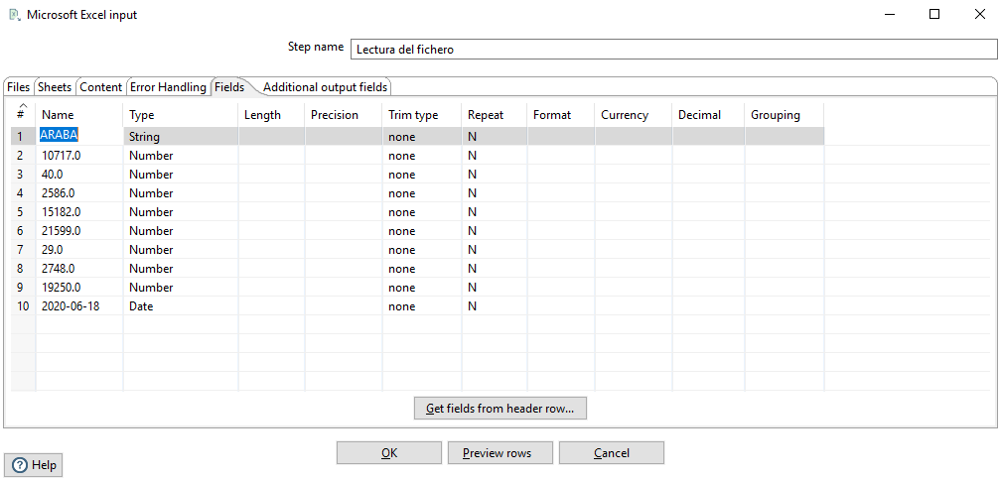 Microsoft Excel input
Step name Lectura del fichero
Files Sheets Content Error Handling Fields Additional output fields
# Name Type Length Precision Trim type Repeat Format Currency Decimal Grouping
1 ARABA String none N
2 10717.0 Number none N
3 40.0 Number none N
4 2586.0 Number none N
5 15182.0 Number none N
6 21599.0 Number none N
7 29.0 Number none N
8 2748.0 Number none N
9 19250.0 Number none N
10 2020-06-18 Date none N
Get fields from header row...
OK Preview rows Cancel
? Help